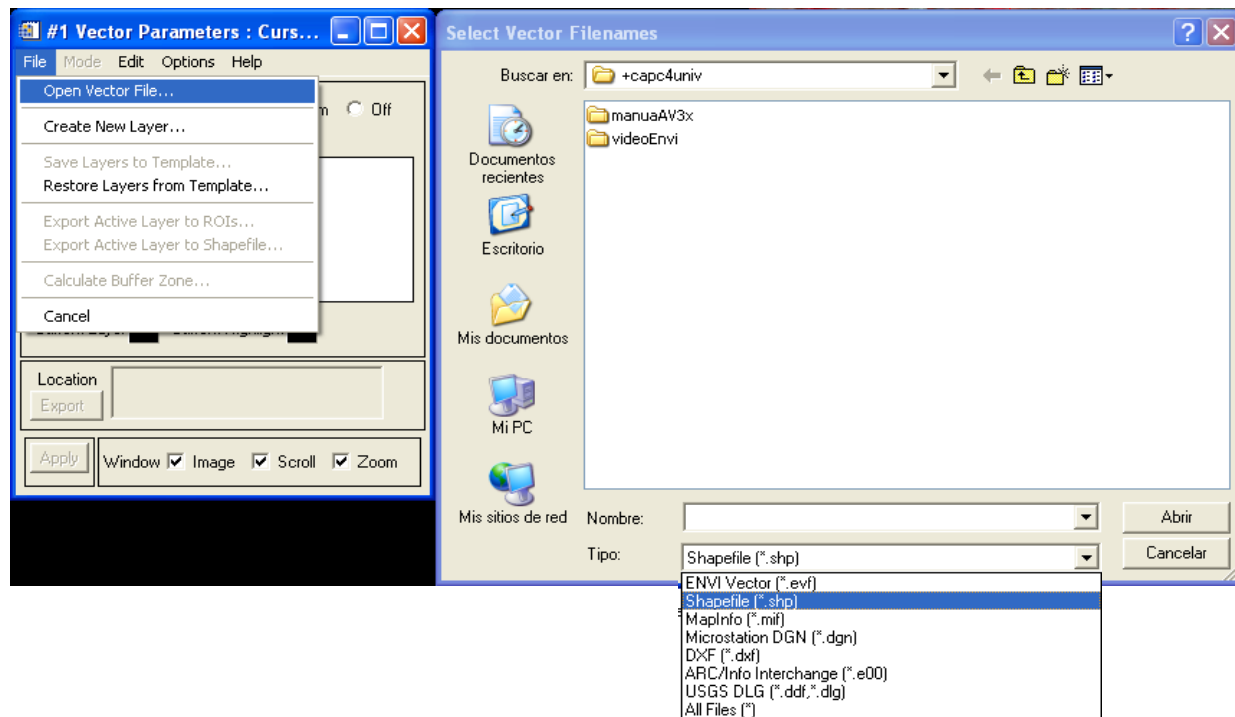 #1 Vector Parameters : Curs...
File Mode Edit Options Help
Open Vector File...
Off
Create New Layer...
Save Layers to Template...
Restore Layers from Template...
Export Active Layer to ROIs...
Export Active Layer to Shapefile...
Calculate Buffer Zone...
Cancel
Location
Export
Apply
Window Image Scroll Zoom
Select Vector Filenames
Buscar en: +capc4univ
manuaAV3x
videoEnvi
Documentos
recientes
Escritorio
Mis documentos
Mi PC
Mis sitios de red
Nombre:
Abrir
Tipo: Shapefile (*.shp)
Cancelar
ENVI Vector (*.evf)
Shapefile (*.shp)
MapInfo (*.mif)
Microstation DGN (*.dgn)
DXF (*.dxf)
ARC/Info Interchange (*.e00)
USGS DLG (*.ddf,*.dlg)
All Files (*)